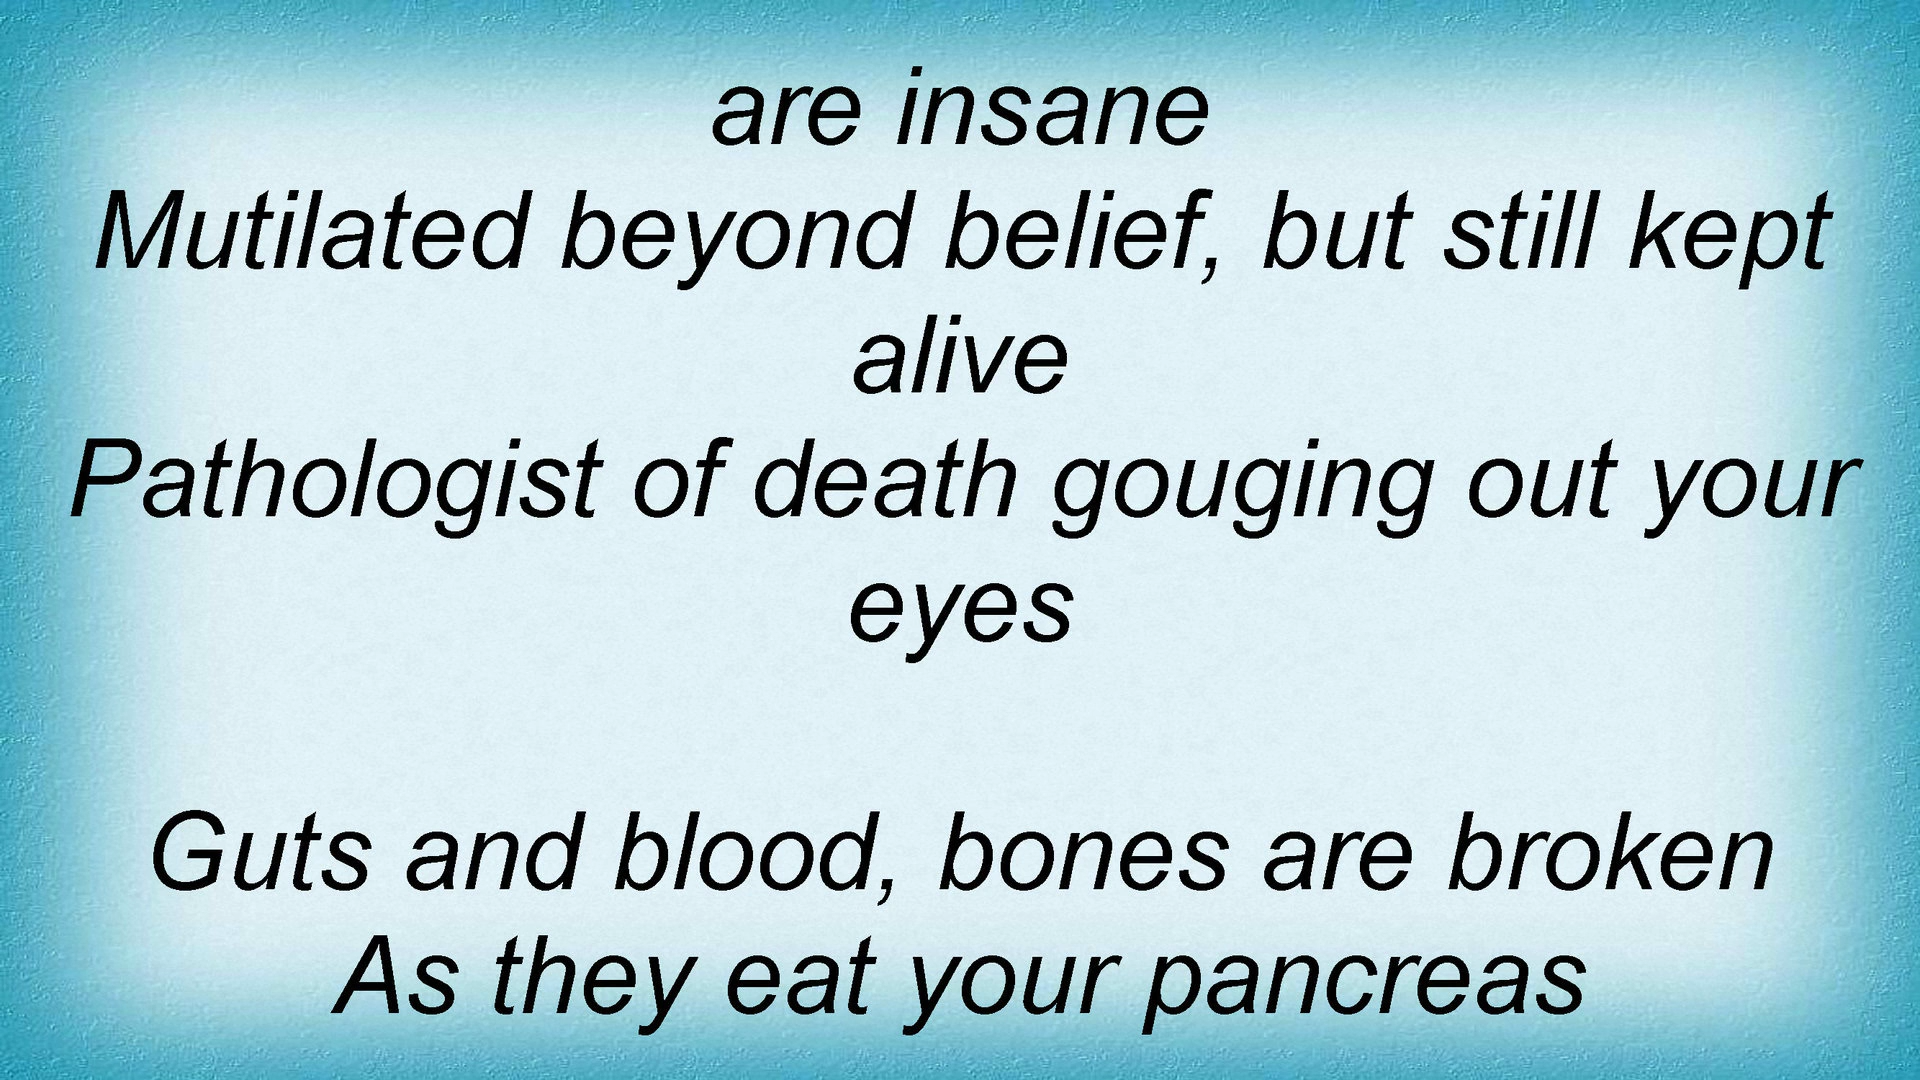 are insane
Mutilated beyond belief, but still kept
alive
Pathologist of death gouging out your
eyes
Guts and blood, bones are broken
As they eat your pancreas